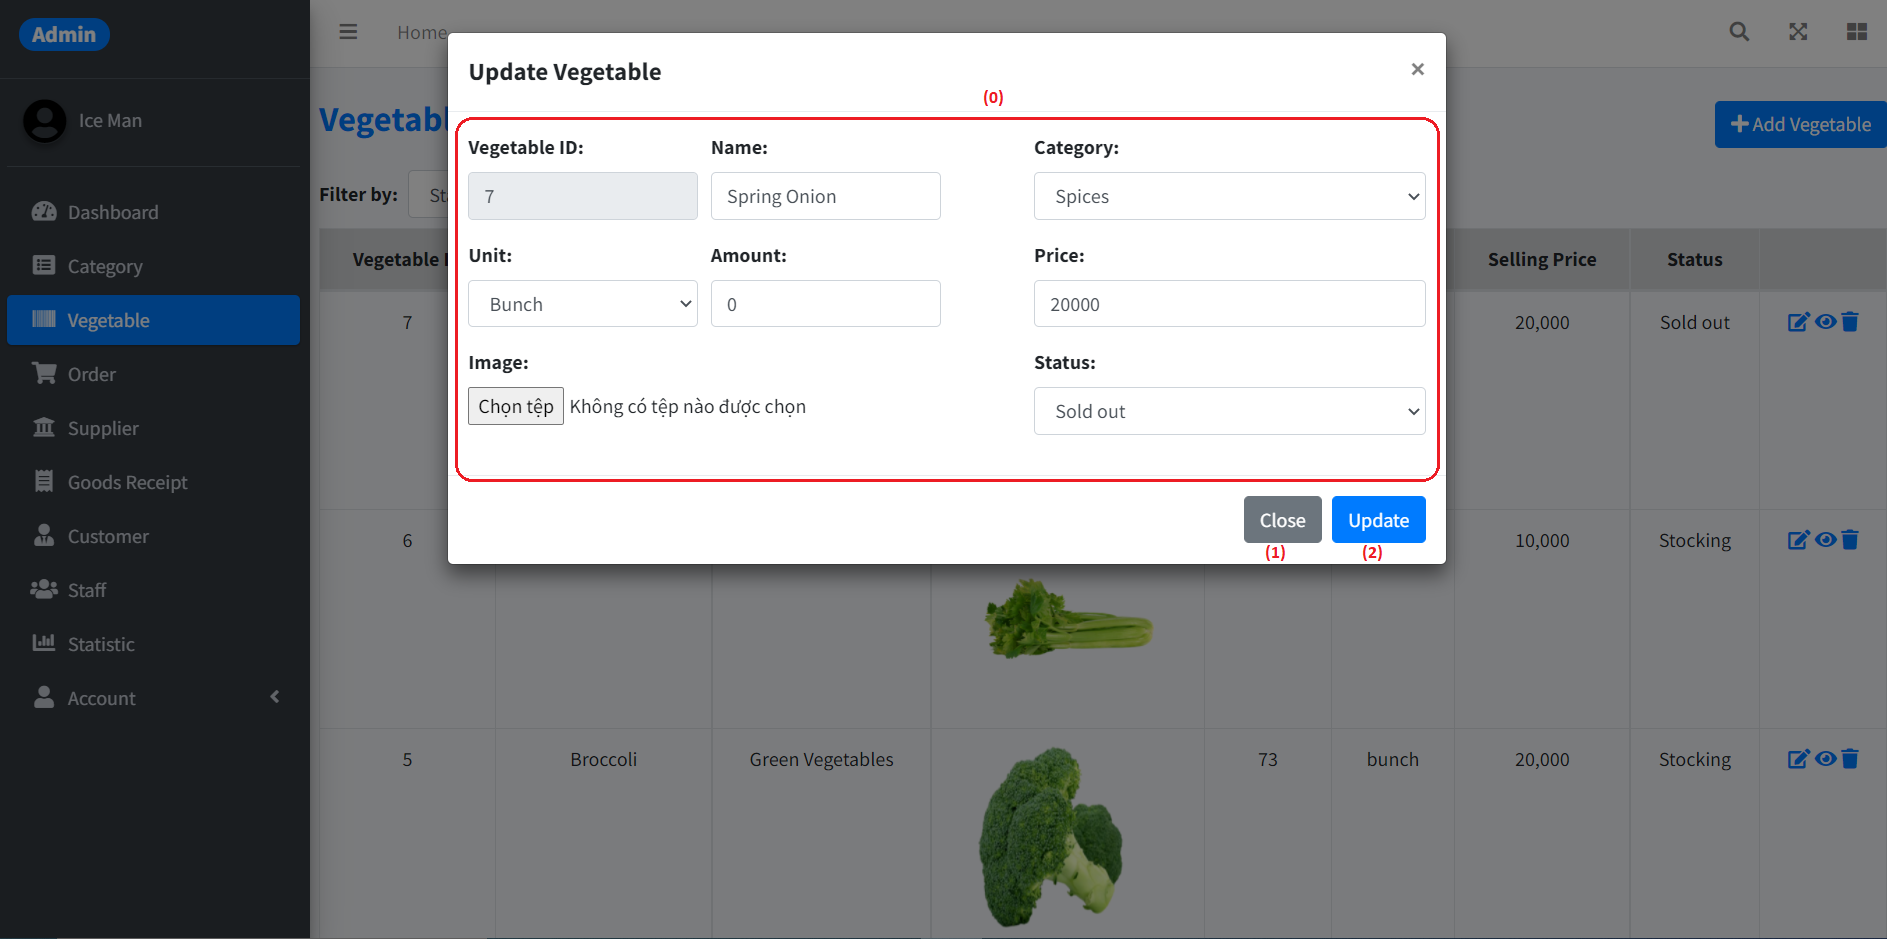 Admin
Home
Ice Man
Dashboard
Category
Vegetable
Order
Supplier
Goods Receipt
Customer
Staff
Statistic
Account
Update Vegetable
×
(0)
Vegetable ID: Name: Category:
7 Spring Onion Spices
Unit: Amount: Price:
Bunch 0 20000
Image: Status:
Chọn tệp Không có tệp nào được chọn Sold out
Close Update
(1) (2)
Add Vegetable
Filter by:
Vegetable Selling Price Status
7 20,000 Sold out
6 10,000 Stocking
5 Broccoli Green Vegetables 73 bunch 20,000 Stocking